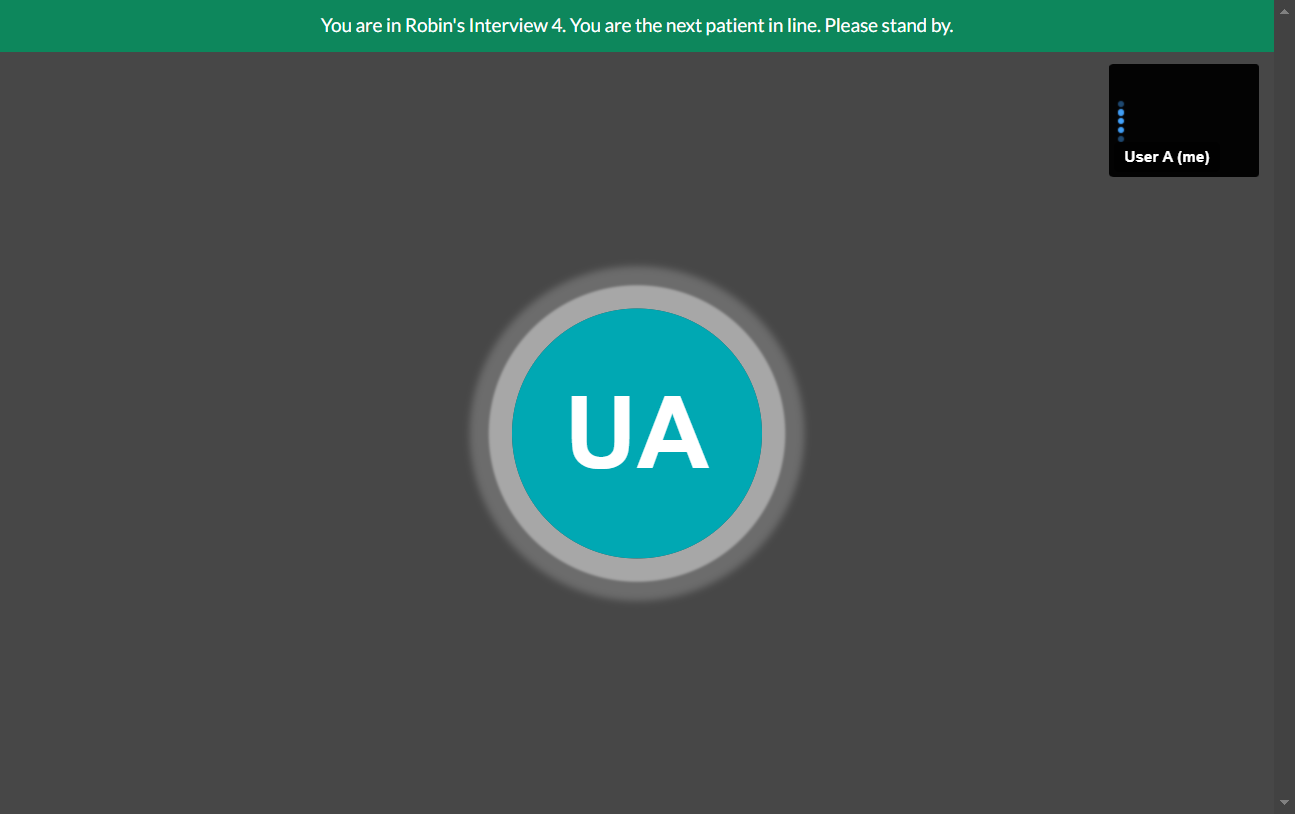 You are in Robin's Interview 4. You are the next patient in line. Please stand by.
User A (me)
UA